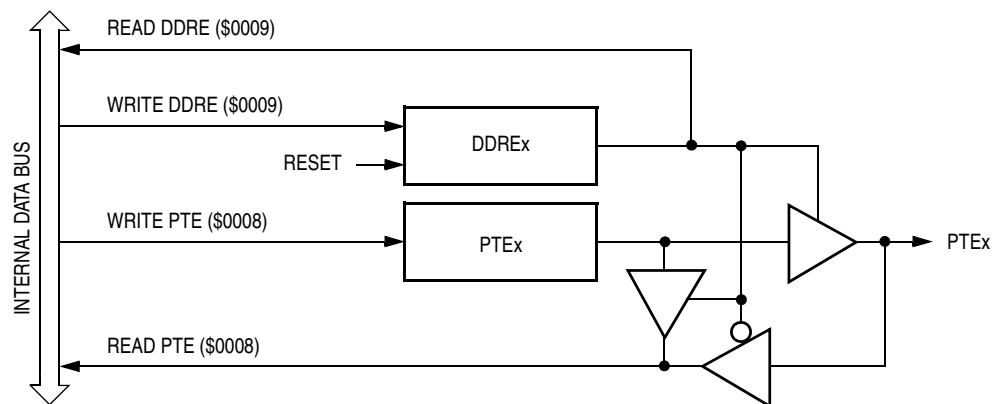 READ DDRE ($0009)
WRITE DDRE ($0009)
DDREx
RESET
INTERNAL DATA BUS
WRITE PTE ($0008)
PTEx
PTEx
READ PTE ($0008)